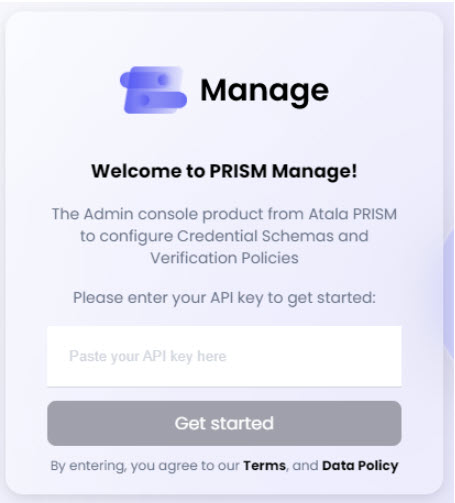 Manage
Welcome to PRISM Manage!
The Admin console product from Atala PRISM
to configure Credential Schemas and
Verification Policies
Please enter your API key to get started:
Paste your API key here
Get started
By entering, you agree to our Terms, and Data Policy